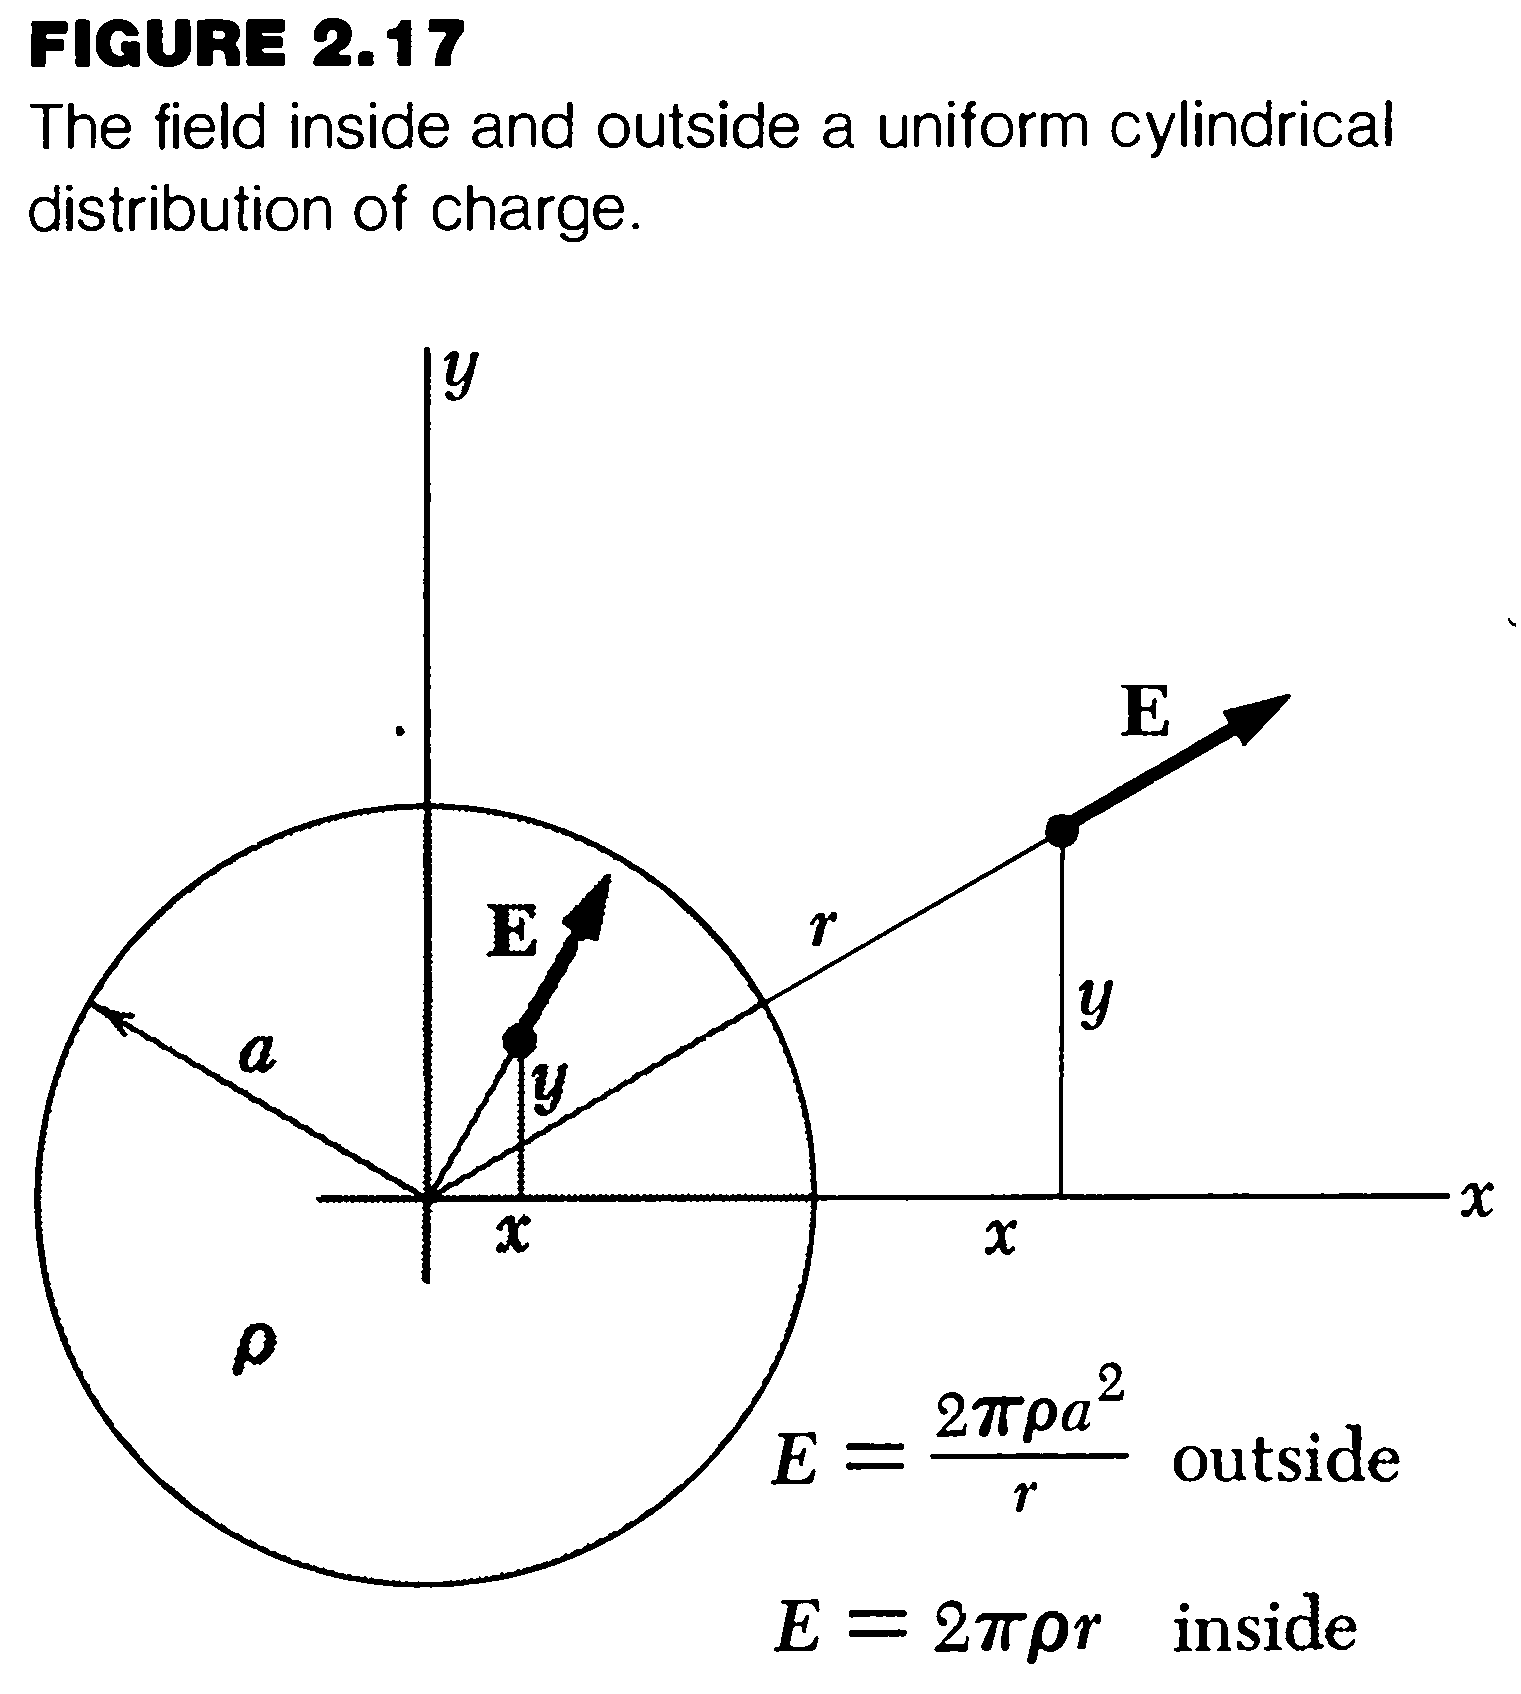 FIGURE 2.17
The field inside and outside a uniform cylindrical
distribution of charge.
y
E
E
r
y
a
y
x
x
x
ρ
E = 2πρa²/r outside
E = 2πρr inside